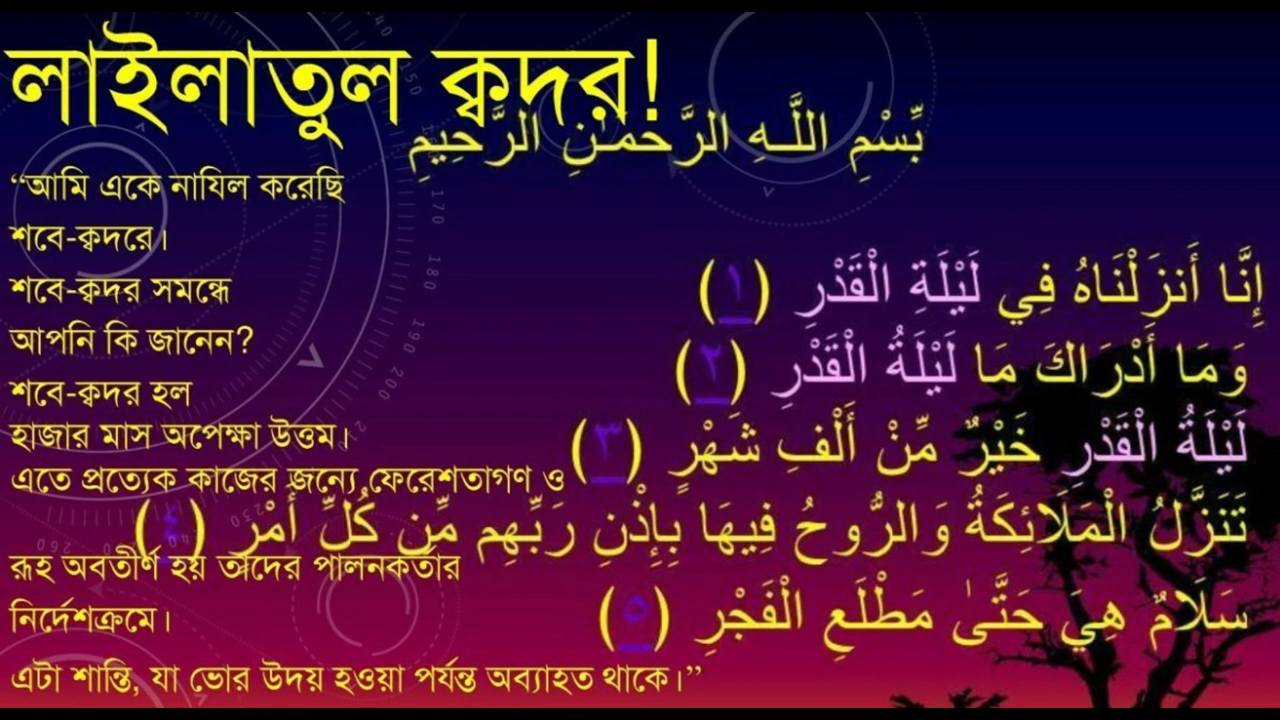 লাইলাতুল ক্বদর!
بِّسْمِ اللَّـهِ الرَّحْمَـٰنِ الرَّحِيمِ
“আমি একে নাযিল করেছি
শবে-ক্বদরে।
শবে-ক্বদর সমন্ধে
আপনি কি জানেন?
শবে-ক্বদর হল
হাজার মাস অপেক্ষা উত্তম।
এতে প্রত্যেক কাজের জন্যে ফেরেশতাগণ ও
রূহ অবতীর্ণ হয় তাদের পালনকর্তার
নির্দেশক্রমে।
এটা শান্তি, যা ভোর উদয় হওয়া পর্যন্ত অব্যাহত থাকে।”
إِنَّا أَنزَلْنَاهُ فِي لَيْلَةِ الْقَدْرِ (١)
وَمَا أَدْرَاكَ مَا لَيْلَةُ الْقَدْرِ (٢)
لَيْلَةُ الْقَدْرِ خَيْرٌ مِّنْ أَلْفِ شَهْرٍ (٣)
تَنَزَّلُ الْمَلَائِكَةُ وَالرُّوحُ فِيهَا بِإِذْنِ رَبِّهِم مِّن كُلِّ أَمْرٍ (٤)
سَلَامٌ هِيَ حَتَّىٰ مَطْلَعِ الْفَجْرِ (٥)